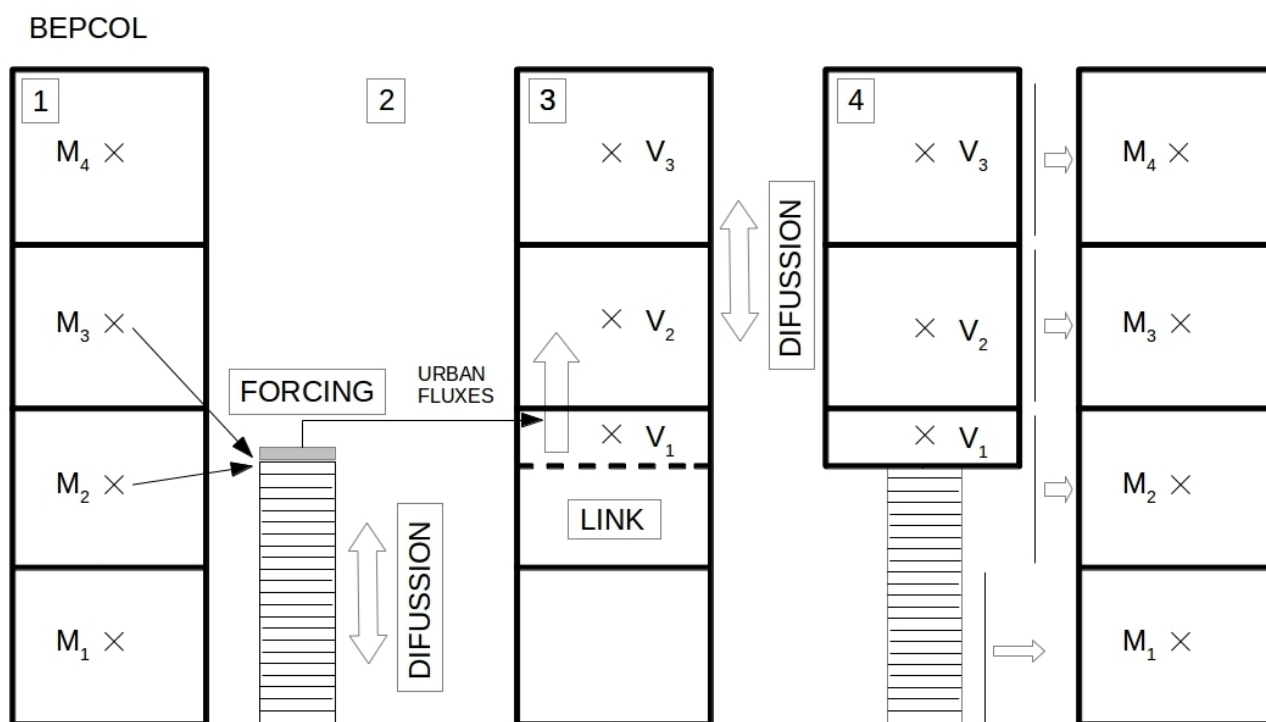 BEPCOL
1
2
3
4
M4
V3
V3
M4
M3
V2
V2
M3
DIFUSSION
FORCING
URBAN
FLUXES
V1
V1
M2
M2
LINK
DIFUSSION
M1
M1